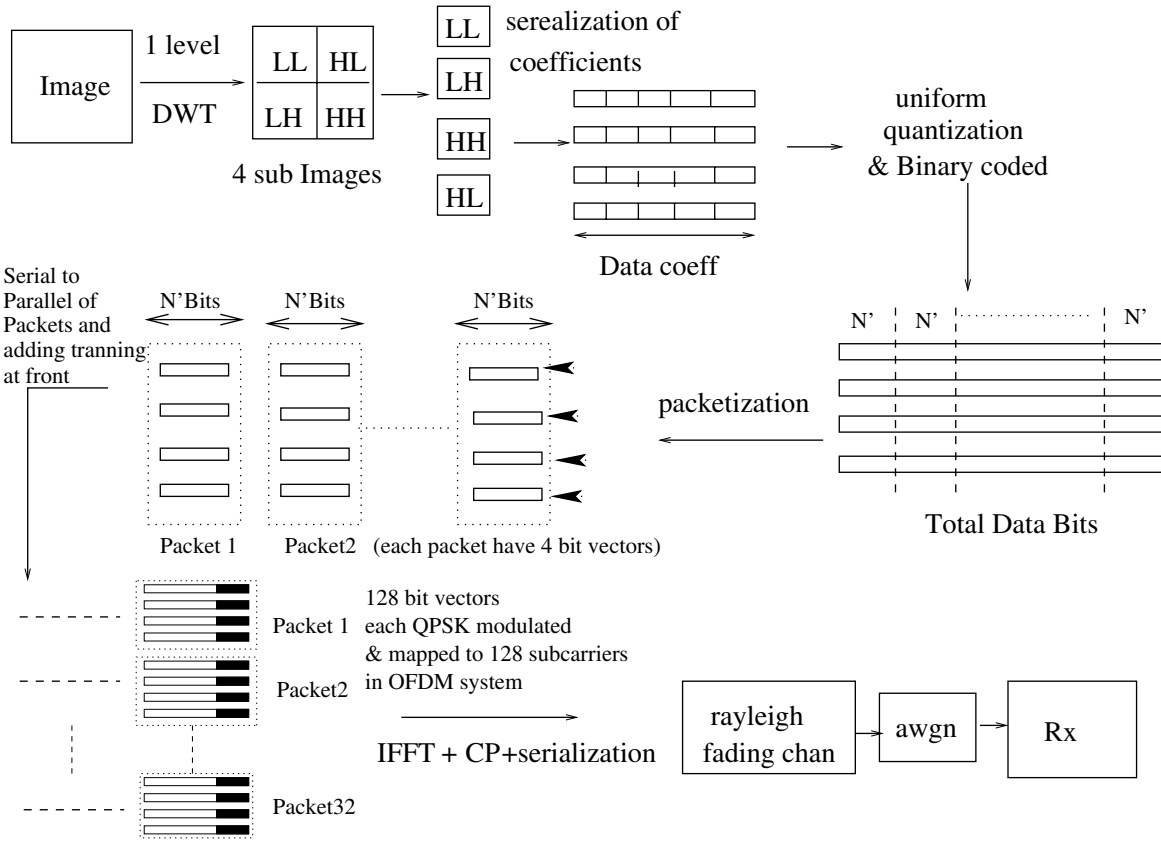 Image
1 level
DWT
LL HL
LH HH
4 sub Images
LL
LH
HH
HL
serealization of
coefficients
Data coeff
uniform
quantization
& Binary coded
N' N' N'
Total Data Bits
packetization
N'Bits N'Bits N'Bits
Packet 1 Packet2 (each packet have 4 bit vectors)
Serial to
Parallel of
Packets and
adding tranning
at front
Packet 1
Packet2
Packet32
128 bit vectors
each QPSK modulated
& mapped to 128 subcarriers
in OFDM system
IFFT + CP+serialization
rayleigh
fading chan
awgn
Rx